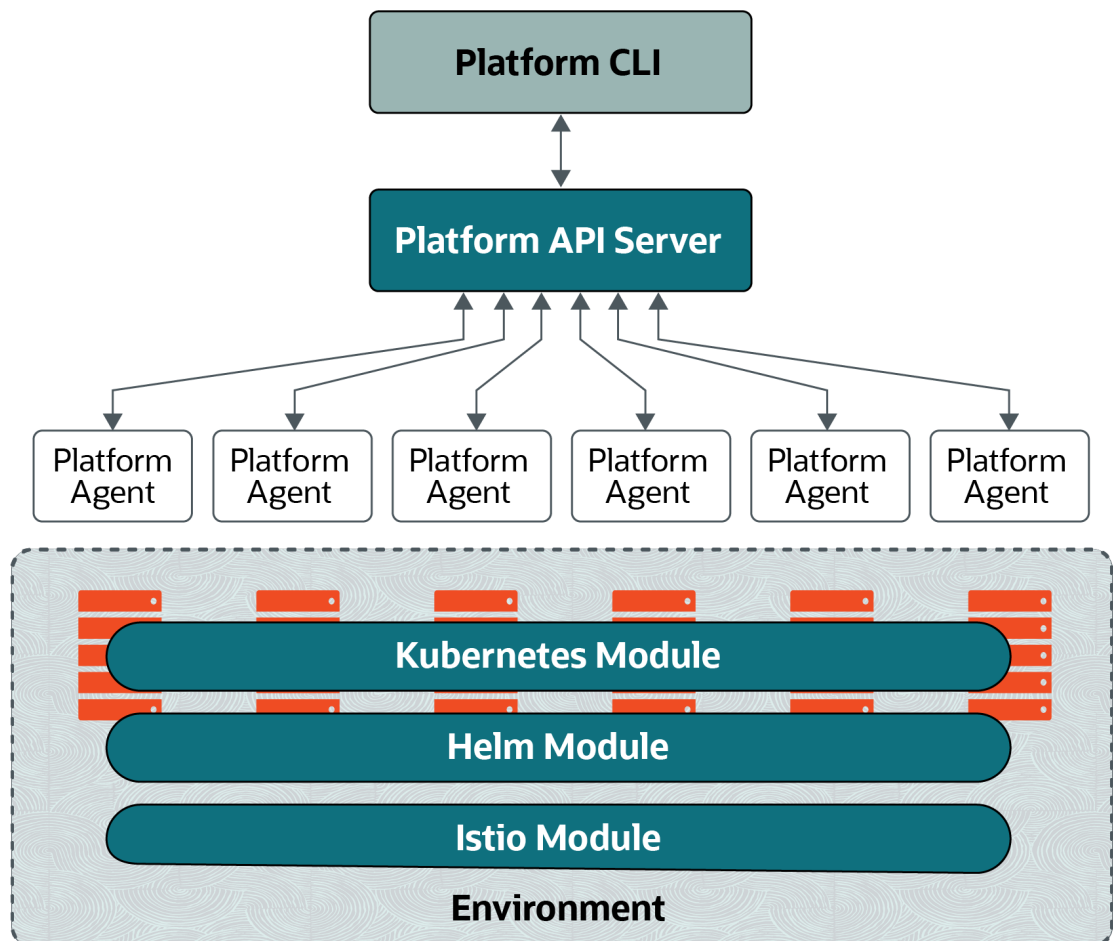 Platform CLI
Platform API Server
Platform
Agent
Platform
Agent
Platform
Agent
Platform
Agent
Platform
Agent
Platform
Agent
Kubernetes Module
Helm Module
Istio Module
Environment